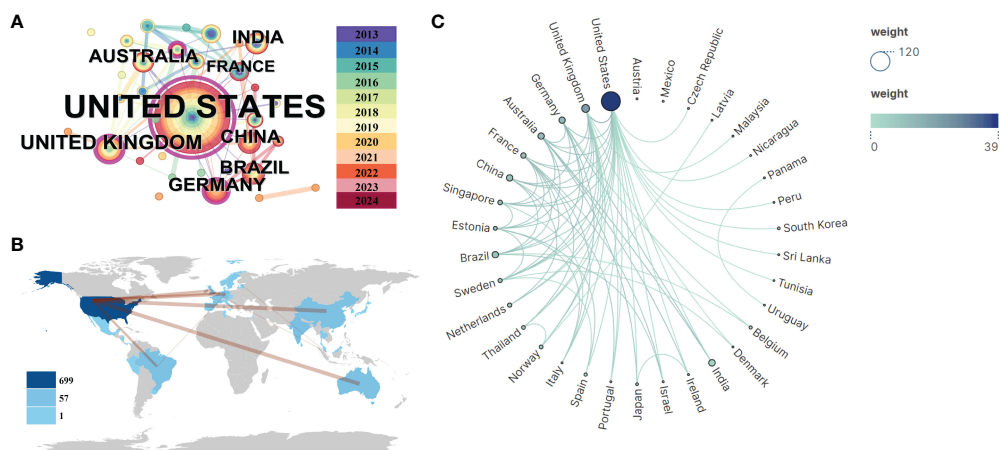 A
INDIA
AUSTRALIA
FRANCE
UNITED STATES
UNITED KINGDOM
CHINA
BRAZIL
GERMANY
2013
2014
2015
2016
2017
2018
2019
2020
2021
2022
2023
2024
B
699
57
1
C
United States
United Kingdom
Germany
Australia
France
China
Singapore
Estonia
Brazil
Sweden
Netherlands
Thailand
Norway
Italy
Spain
Portugal
Japan
Israel
Ireland
India
Denmark
Belgium
Uruguay
Tunisia
Sri Lanka
South Korea
Peru
Panama
Nicaragua
Malaysia
Latvia
Czech Republic
Mexico
Austria
weight
120
weight
0 39